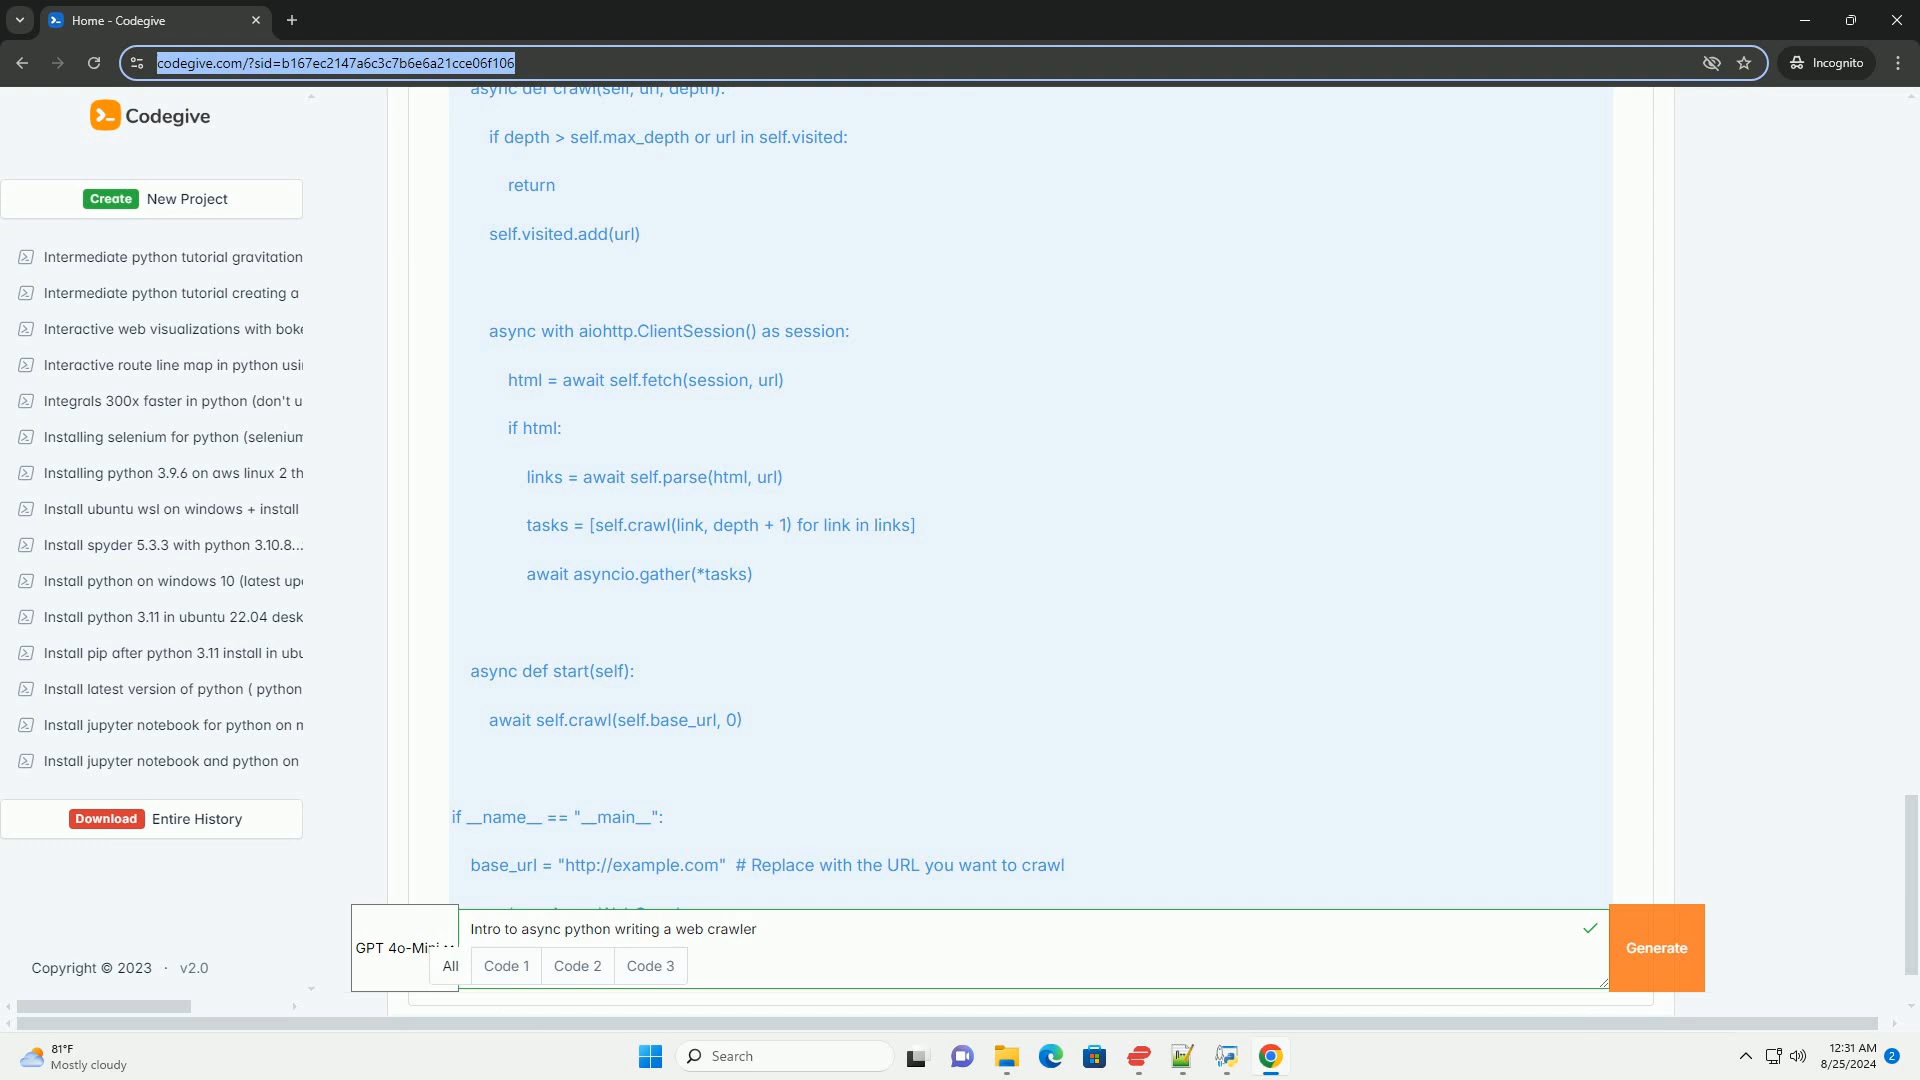 Home - Codegive
codegive.com/?sid=b167ec2147a6c3c7b6e6a21cce06f106
Incognito
Codegive
Create New Project
Intermediate python tutorial gravitation
Intermediate python tutorial creating a
Interactive web visualizations with boke
Interactive route line map in python usi
Integrals 300x faster in python (don't u
Installing selenium for python (selenium
Installing python 3.9.6 on aws linux 2 th
Install ubuntu wsl on windows + install
Install spyder 5.3.3 with python 3.10.8...
Install python on windows 10 (latest up
Install python 3.11 in ubuntu 22.04 desk
Install pip after python 3.11 install in ubu
Install latest version of python ( python
Install jupyter notebook for python on m
Install jupyter notebook and python on
Download Entire History
Copyright © 2023 · v2.0
async def crawl(self, url, depth):
if depth > self.max_depth or url in self.visited:
return
self.visited.add(url)
async with aiohttp.ClientSession() as session:
html = await self.fetch(session, url)
if html:
links = await self.parse(html, url)
tasks = [self.crawl(link, depth + 1) for link in links]
await asyncio.gather(*tasks)
async def start(self):
await self.crawl(self.base_url, 0)
if __name__ == "__main__":
base_url = "http://example.com" # Replace with the URL you want to crawl
GPT 4o-Mini
Intro to async python writing a web crawler
All Code 1 Code 2 Code 3
Generate
81°F
Mostly cloudy
Search
12:31 AM
8/25/2024
2